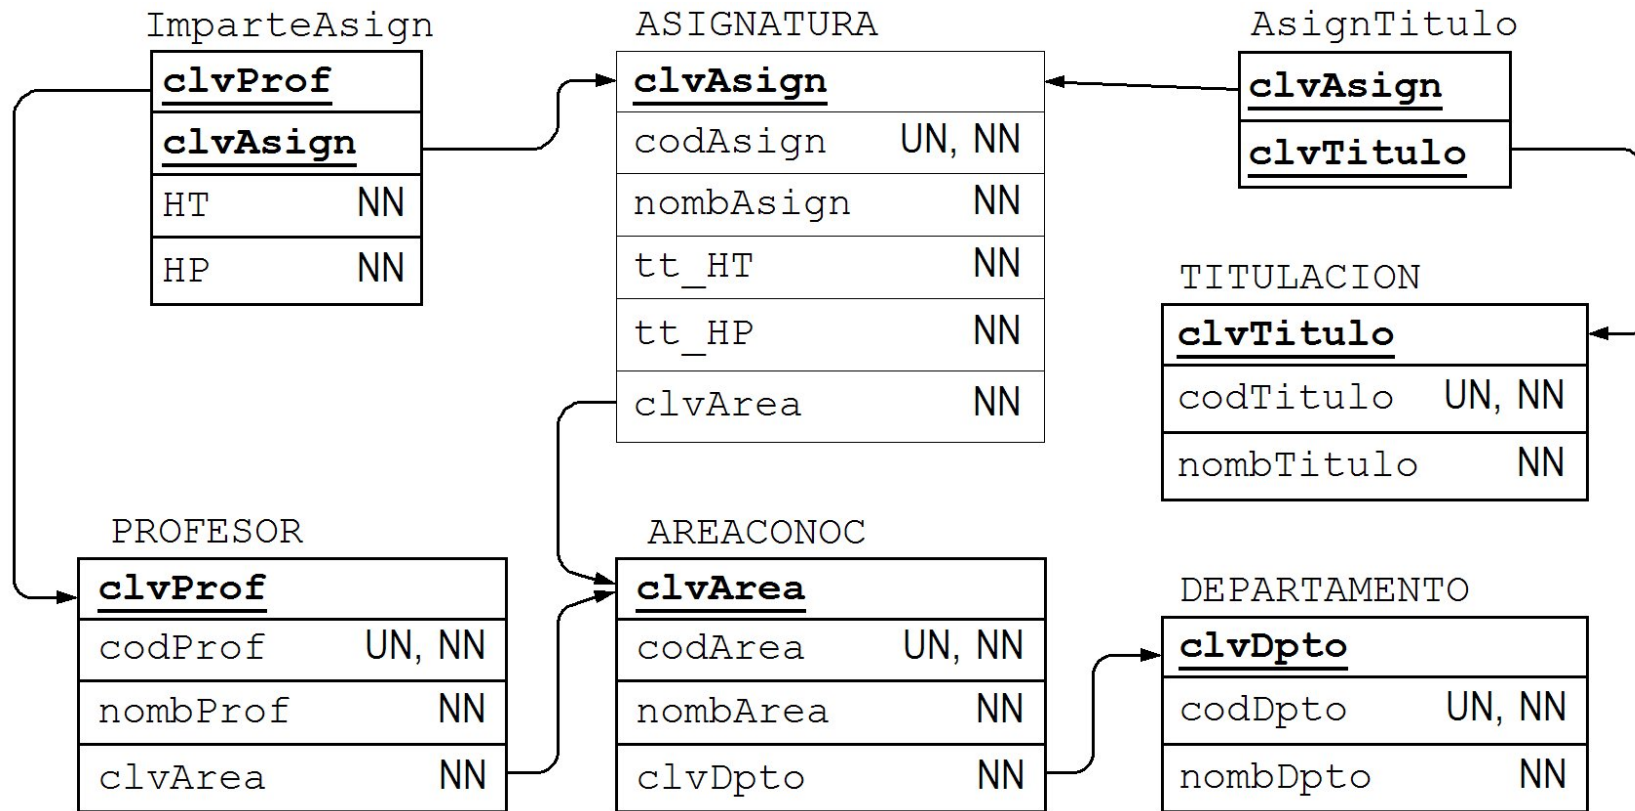 ImparteAsign
clvProf
clvAsign
HT NN
HP NN
ASIGNATURA
clvAsign
codAsign UN, NN
nombAsign NN
tt_HT NN
tt_HP NN
clvArea NN
AsignTitulo
clvAsign
clvTitulo
TITULACION
clvTitulo
codTitulo UN, NN
nombTitulo NN
PROFESOR
clvProf
codProf UN, NN
nombProf NN
clvArea NN
AREACONOC
clvArea
codArea UN, NN
nombArea NN
clvDpto NN
DEPARTAMENTO
clvDpto
codDpto UN, NN
nombDpto NN